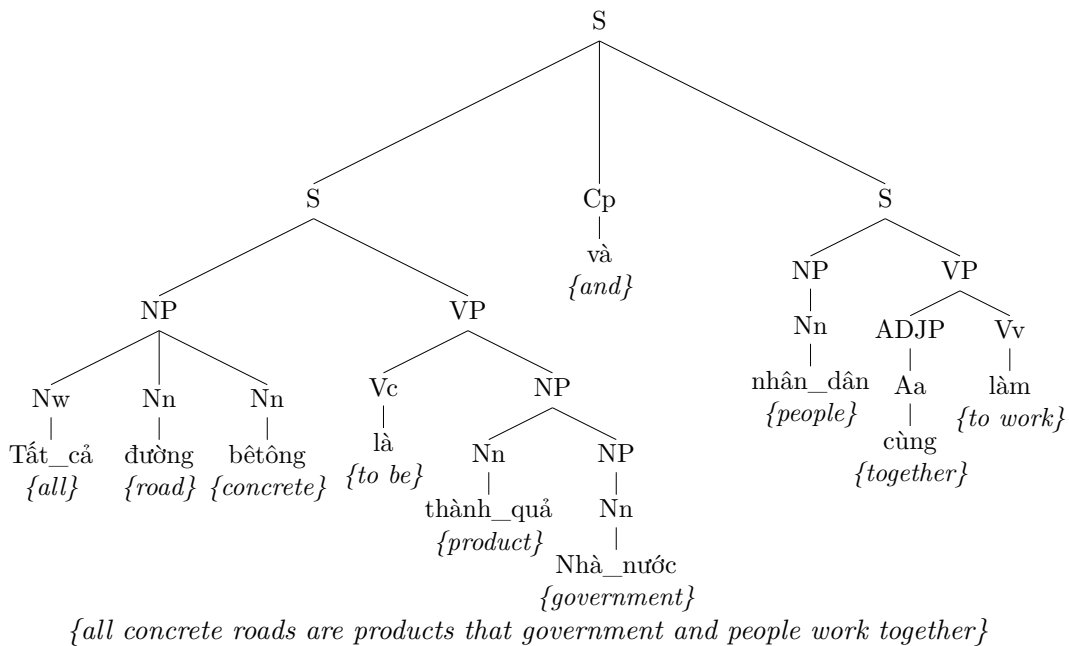 S
S Cp S
và
{and}
NP VP
NP VP
Nn ADJP Vv
Nw Nn Nn
Vc NP
nhân_dân Aa làm
{people} {to work}
Tất_cả đường bêtông
{all} {road} {concrete}
là
{to be}
Nn NP
cùng
{together}
thành_quả Nn
{product}
Nhà_nước
{government}
{all concrete roads are products that government and people work together}